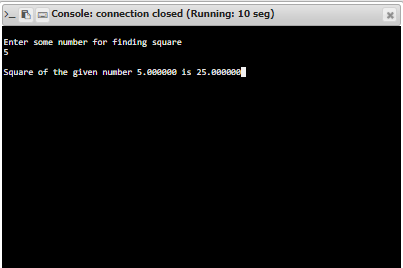 >_ Console: connection closed (Running: 10 seg)
Enter some number for finding square
5
Square of the given number 5.000000 is 25.000000